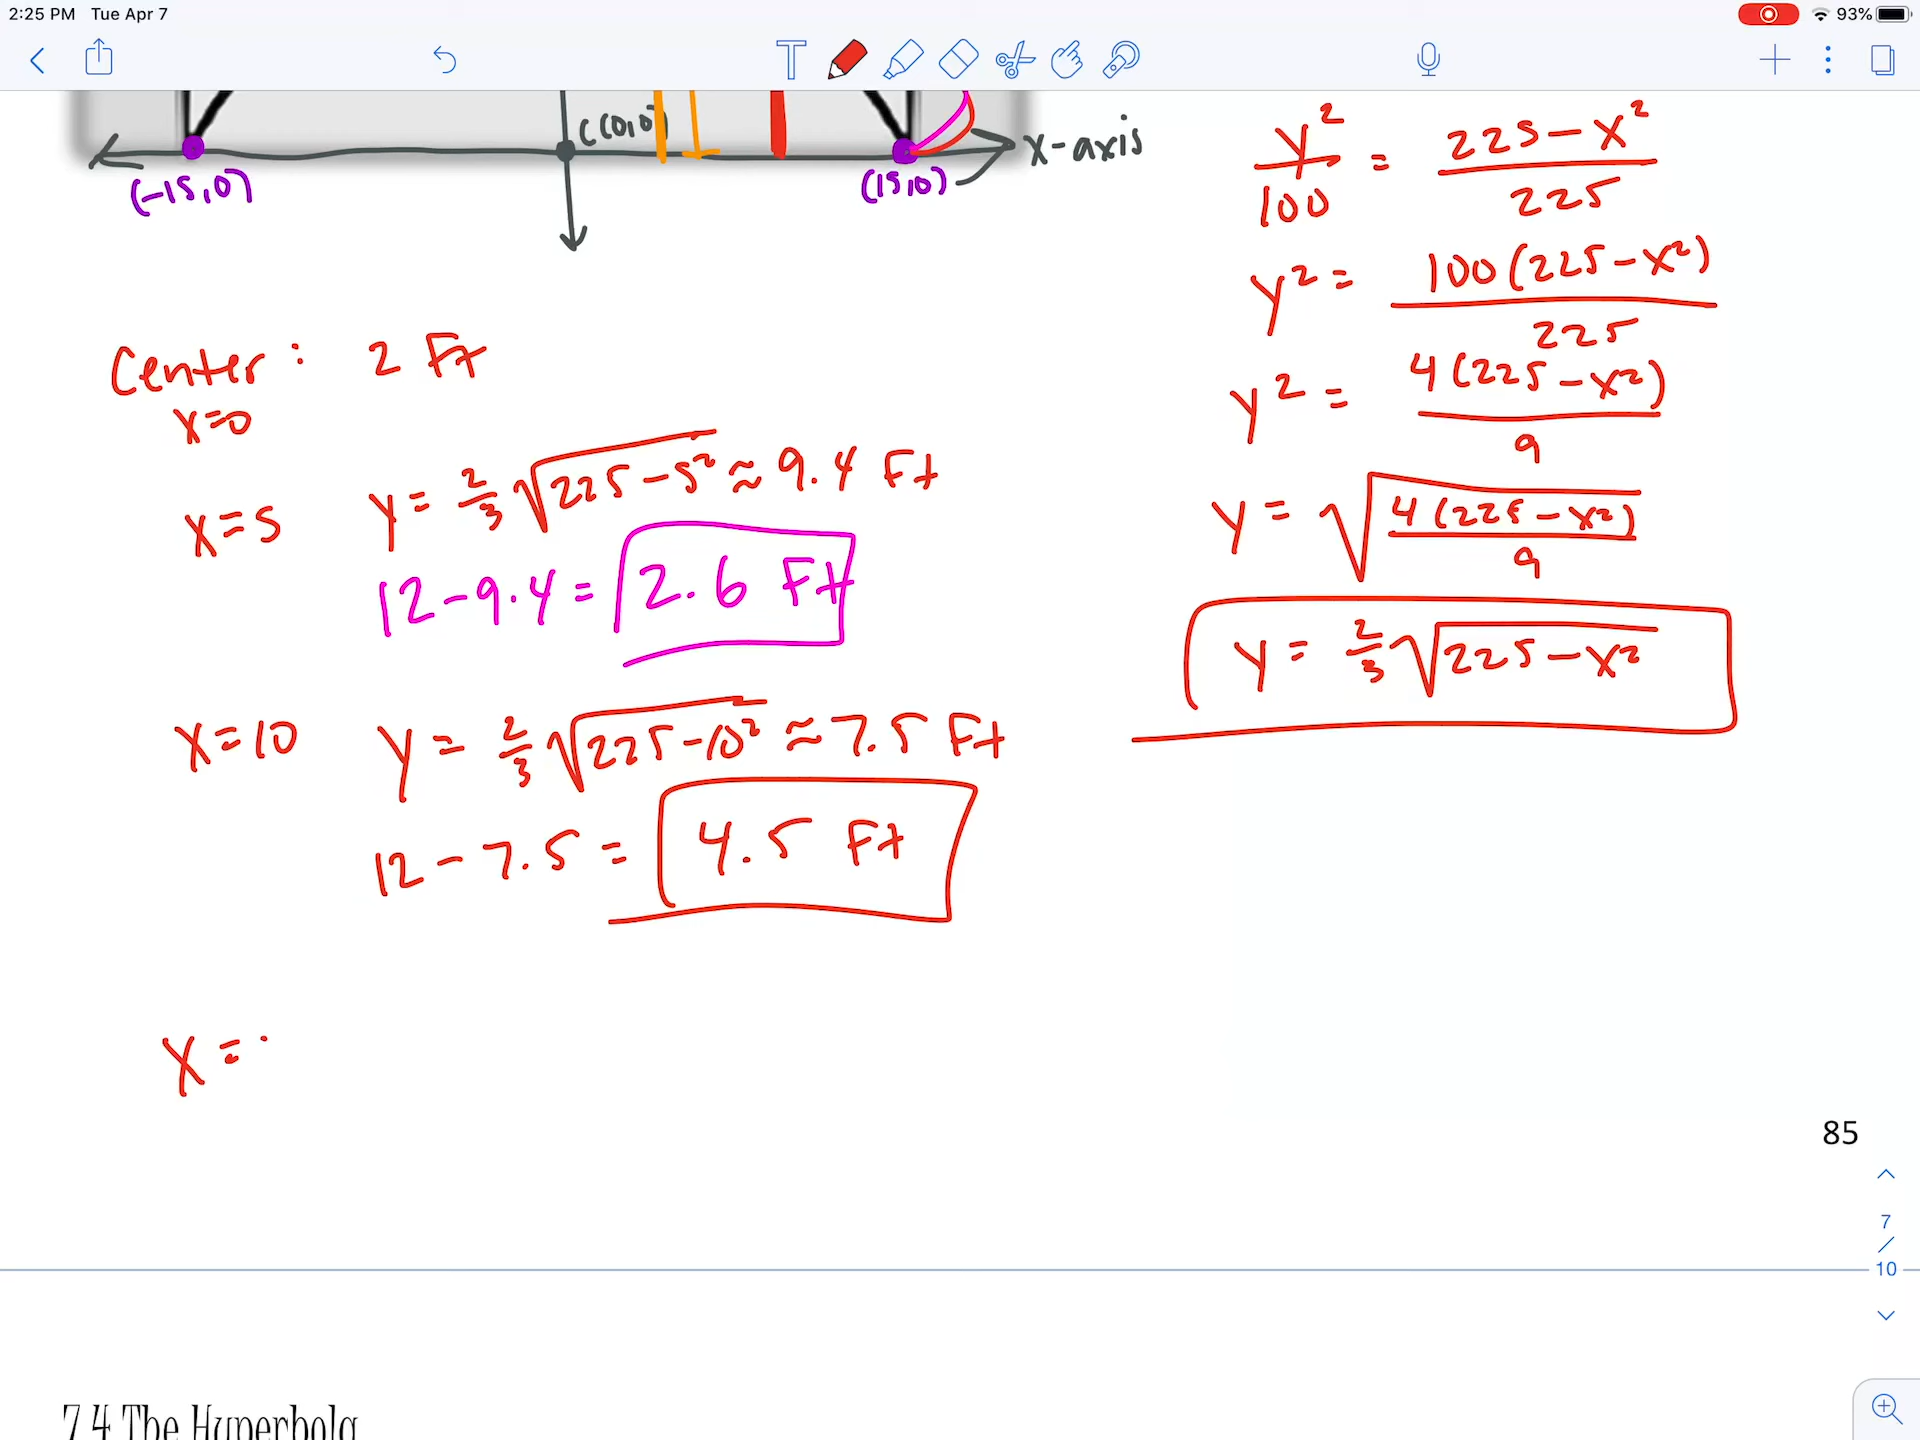 2:25 PM Tue Apr 7
93%
C(0,0)
x-axis
(-15,0)
(15,0)
y²/100 = (225-x²)/225
y² = 100(225-x²)/225
y² = 4(225-x²)/9
y = √(4(225-x²)/9)
y = 2/3 √(225-x²)
Center: 2 Ft
x=0
x=5 y = 2/3 √(225-5²) ≈ 9.4 Ft
12-9.4 = 2.6 Ft
x=10 y = 2/3 √(225-10²) ≈ 7.5 Ft
12-7.5 = 4.5 Ft
x =
85
7
/
10
7.4 The Hyperbola